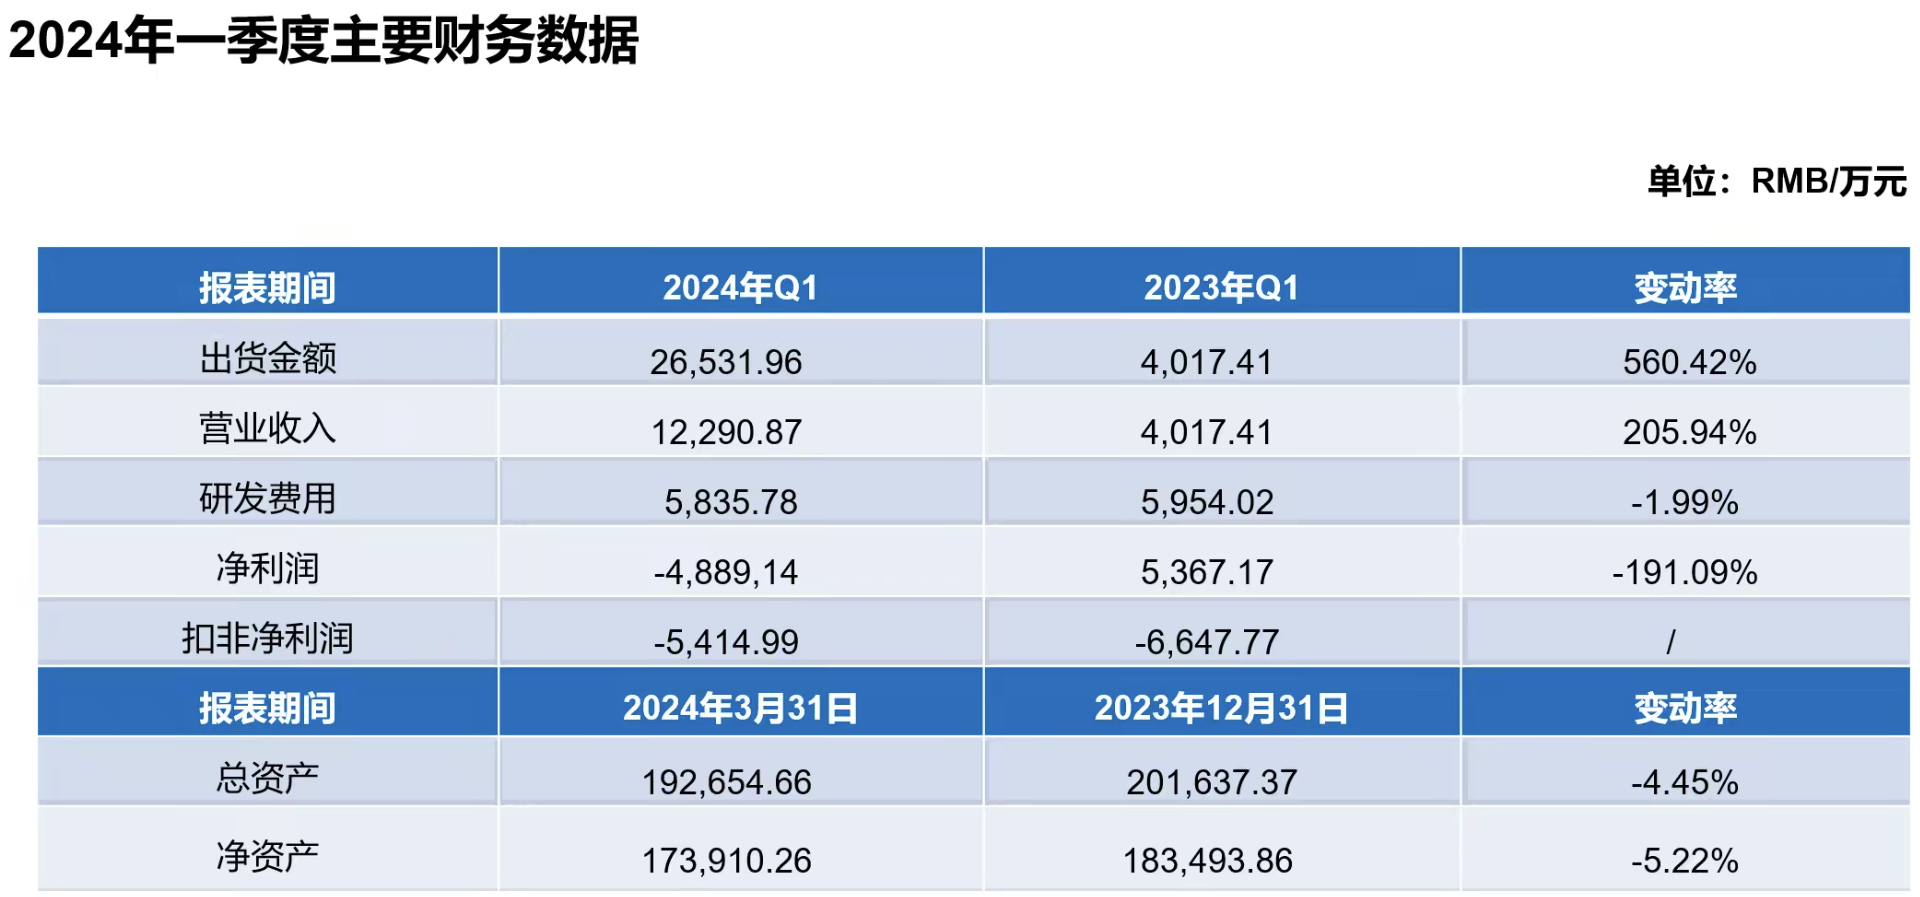 2024年一季度主要财务数据
单位：RMB/万元
报表期间 2024年Q1 2023年Q1 变动率
出货金额 26,531.96 4,017.41 560.42%
营业收入 12,290.87 4,017.41 205.94%
研发费用 5,835.78 5,954.02 -1.99%
净利润 -4,889,14 5,367.17 -191.09%
扣非净利润 -5,414.99 -6,647.77 /
报表期间 2024年3月31日 2023年12月31日 变动率
总资产 192,654.66 201,637.37 -4.45%
净资产 173,910.26 183,493.86 -5.22%